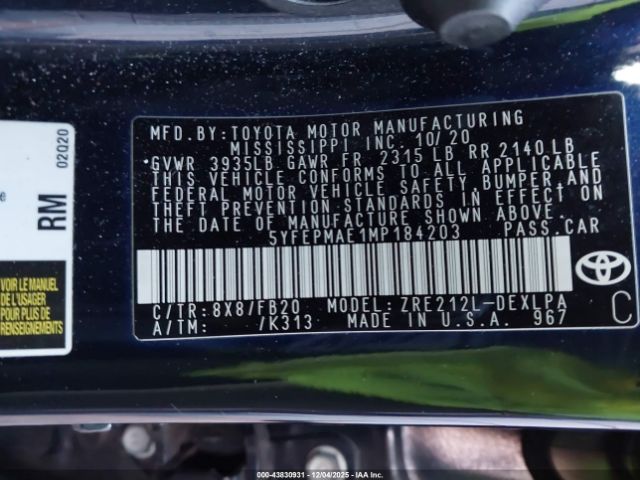 MFD. BY: TOYOTA MOTOR MANUFACTURING
MISSISSIPPI INC. 10/20
GVWR 3935LB GAWR FR 2315 LB RR 2140 LB
THIS VEHICLE CONFORMS TO ALL APPLICABLE
FEDERAL MOTOR VEHICLE SAFETY, BUMPER, AND
THEFT PREVENTION STANDARDS IN EFFECT ON
THE DATE OF MANUFACTURE SHOWN ABOVE.
5YFEPMAE1MP184203 PASS. CAR
C/TR: 8X8/FB20 MODEL: ZRE212L-DEXLPA
A/TM: /K313 MADE IN U.S.A. 967
C
TOYOTA
02020
RM
VOIR LE MANUEL
DE L'USAGER
POUR PLUS DE
000-43830931 - 12/04/2025 - IAA Inc.